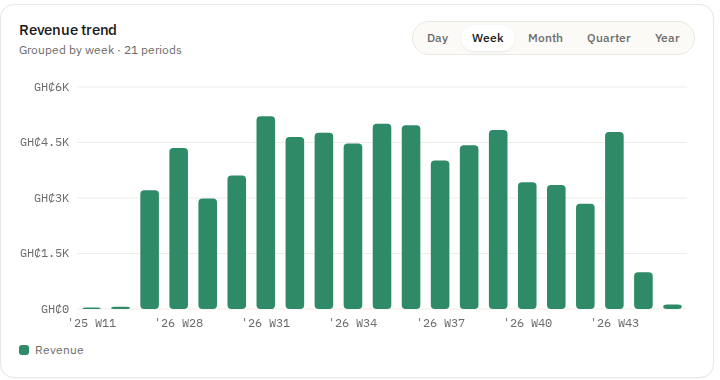 Revenue trend
Grouped by week · 21 periods
Day Week Month Quarter Year
GH₵6K
GH₵4.5K
GH₵3K
GH₵1.5K
GH₵0
'25 W11 '26 W28 '26 W31 '26 W34 '26 W37 '26 W40 '26 W43
Revenue